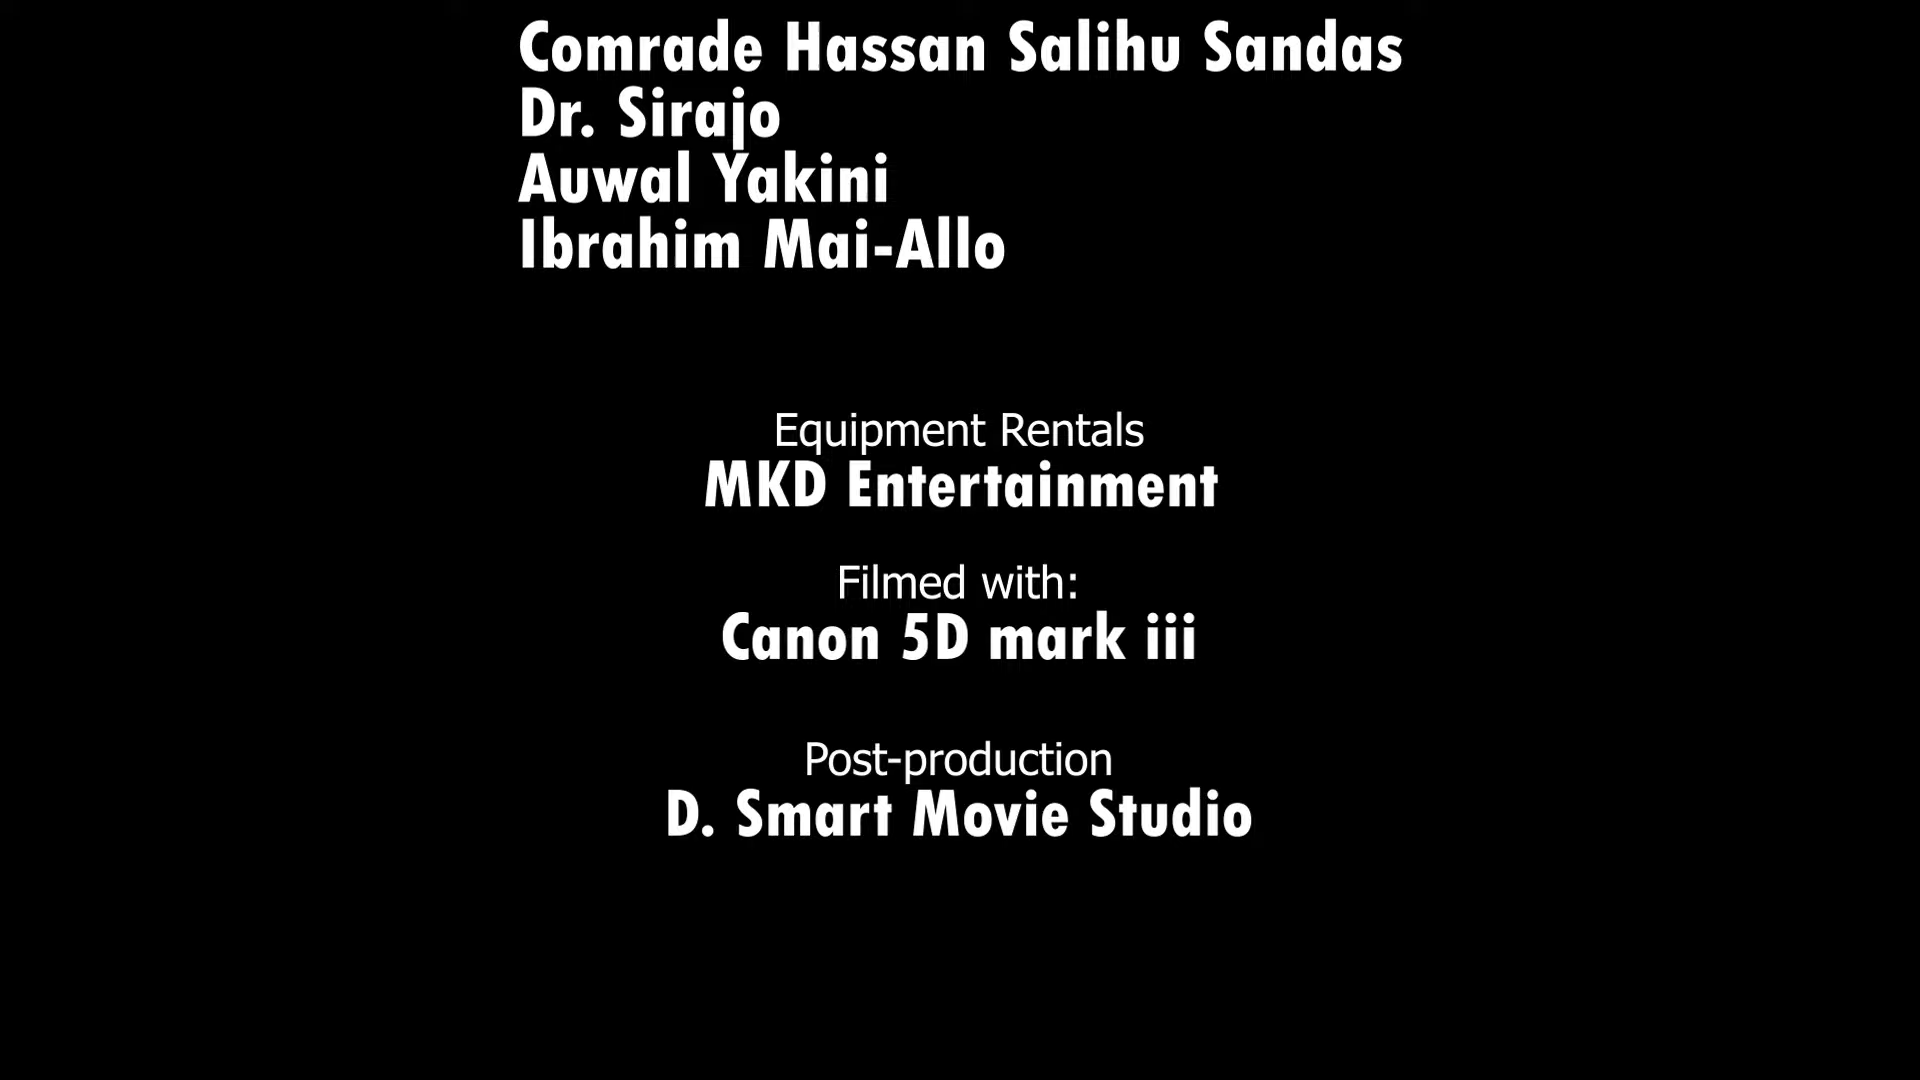 Comrade Hassan Salihu Sandas
Dr. Sirajo
Auwal Yakini
Ibrahim Mai-Allo
Equipment Rentals
MKD Entertainment
Filmed with:
Canon 5D mark iii
Post-production
D. Smart Movie Studio